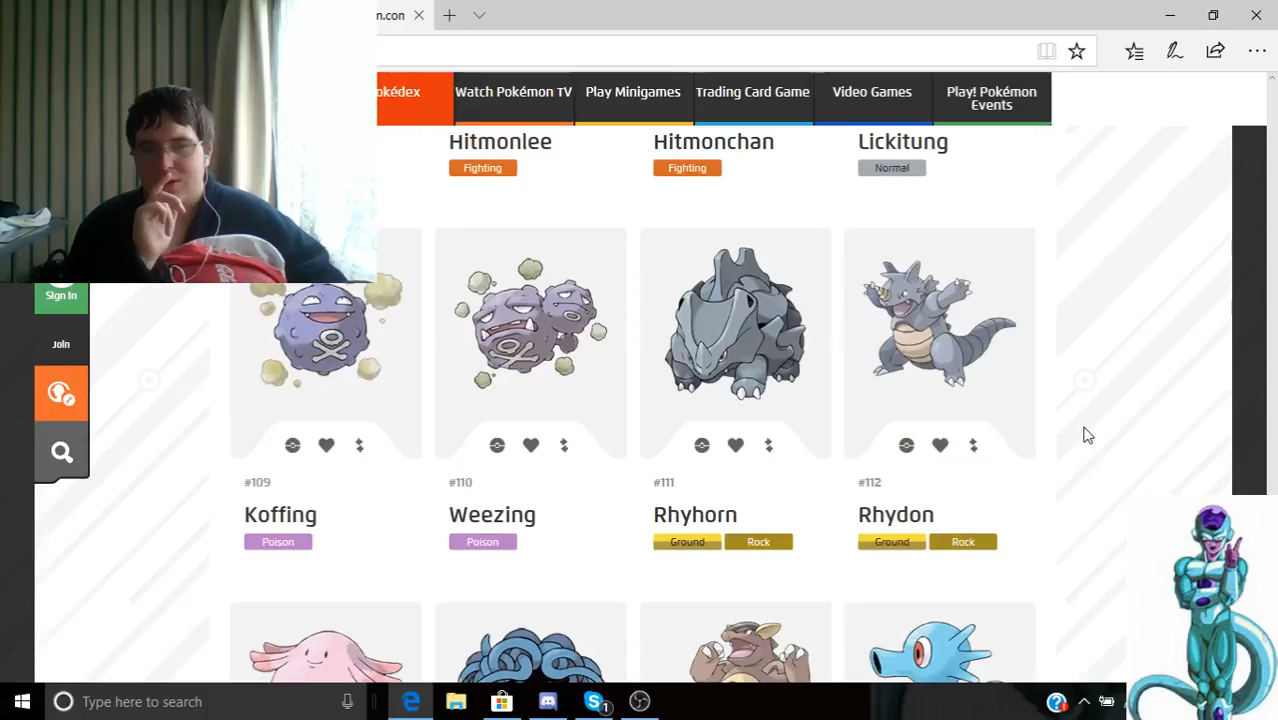 n.con
okédex
Watch Pokémon TV
Play Minigames
Trading Card Game
Video Games
Play! Pokémon
Events
Hitmonlee
Hitmonchan
Lickitung
Fighting
Fighting
Normal
Sign In
Join
#109
#110
#111
#112
Koffing
Weezing
Rhyhorn
Rhydon
Poison
Poison
Ground
Rock
Ground
Rock
Type here to search
1